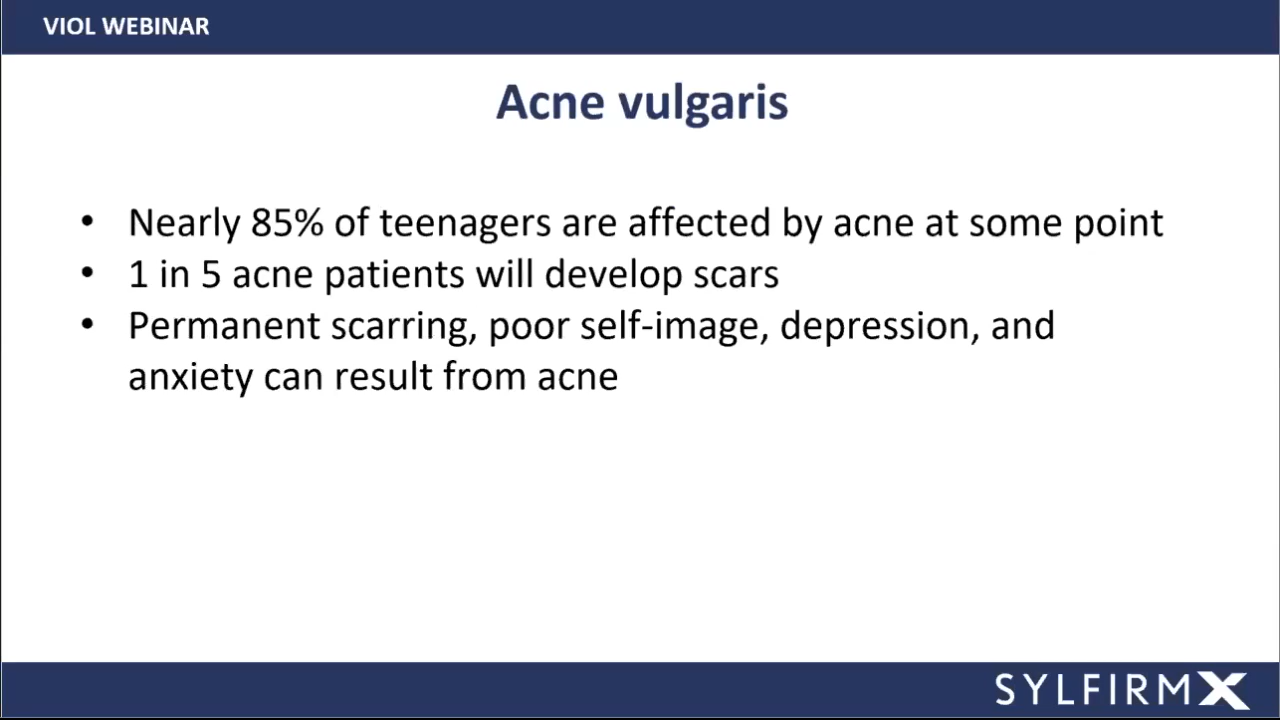 VIOL WEBINAR
Acne vulgaris
• Nearly 85% of teenagers are affected by acne at some point
• 1 in 5 acne patients will develop scars
• Permanent scarring, poor self-image, depression, and
anxiety can result from acne
SYLFIRM X